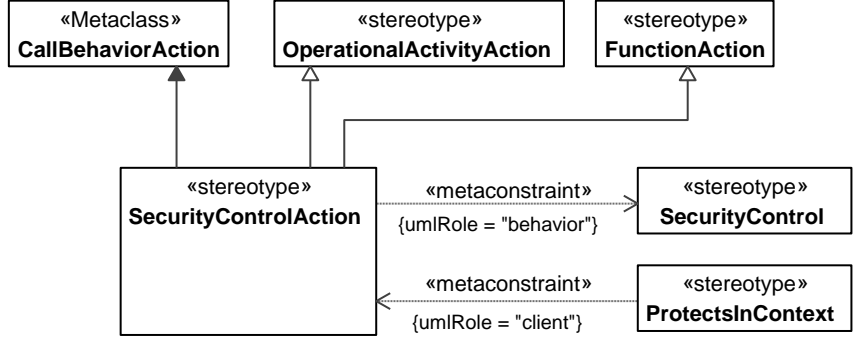 «Metaclass»
CallBehaviorAction
«stereotype»
OperationalActivityAction
«stereotype»
FunctionAction
«stereotype»
SecurityControlAction
«metaconstraint»
{umlRole = "behavior"}
«stereotype»
SecurityControl
«metaconstraint»
{umlRole = "client"}
«stereotype»
ProtectsInContext